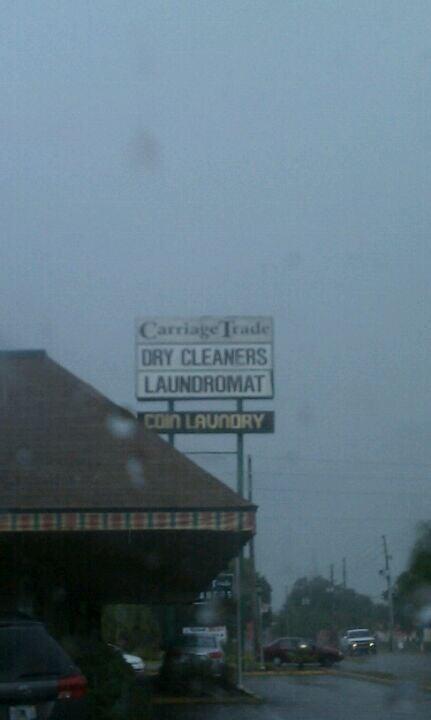 Carriage Trade
DRY CLEANERS
LAUNDROMAT
COIN LAUNDRY